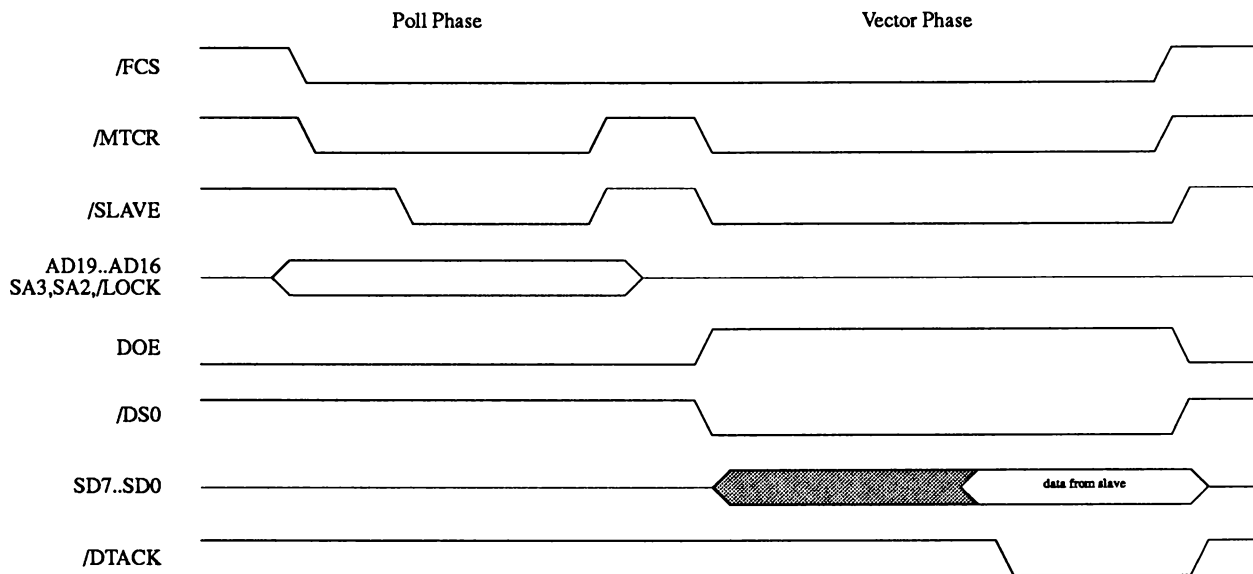 Poll Phase
Vector Phase
/FCS
/MTCR
/SLAVE
AD19..AD16
SA3,SA2,/LOCK
DOE
/DS0
SD7..SD0
data from slave
/DTACK